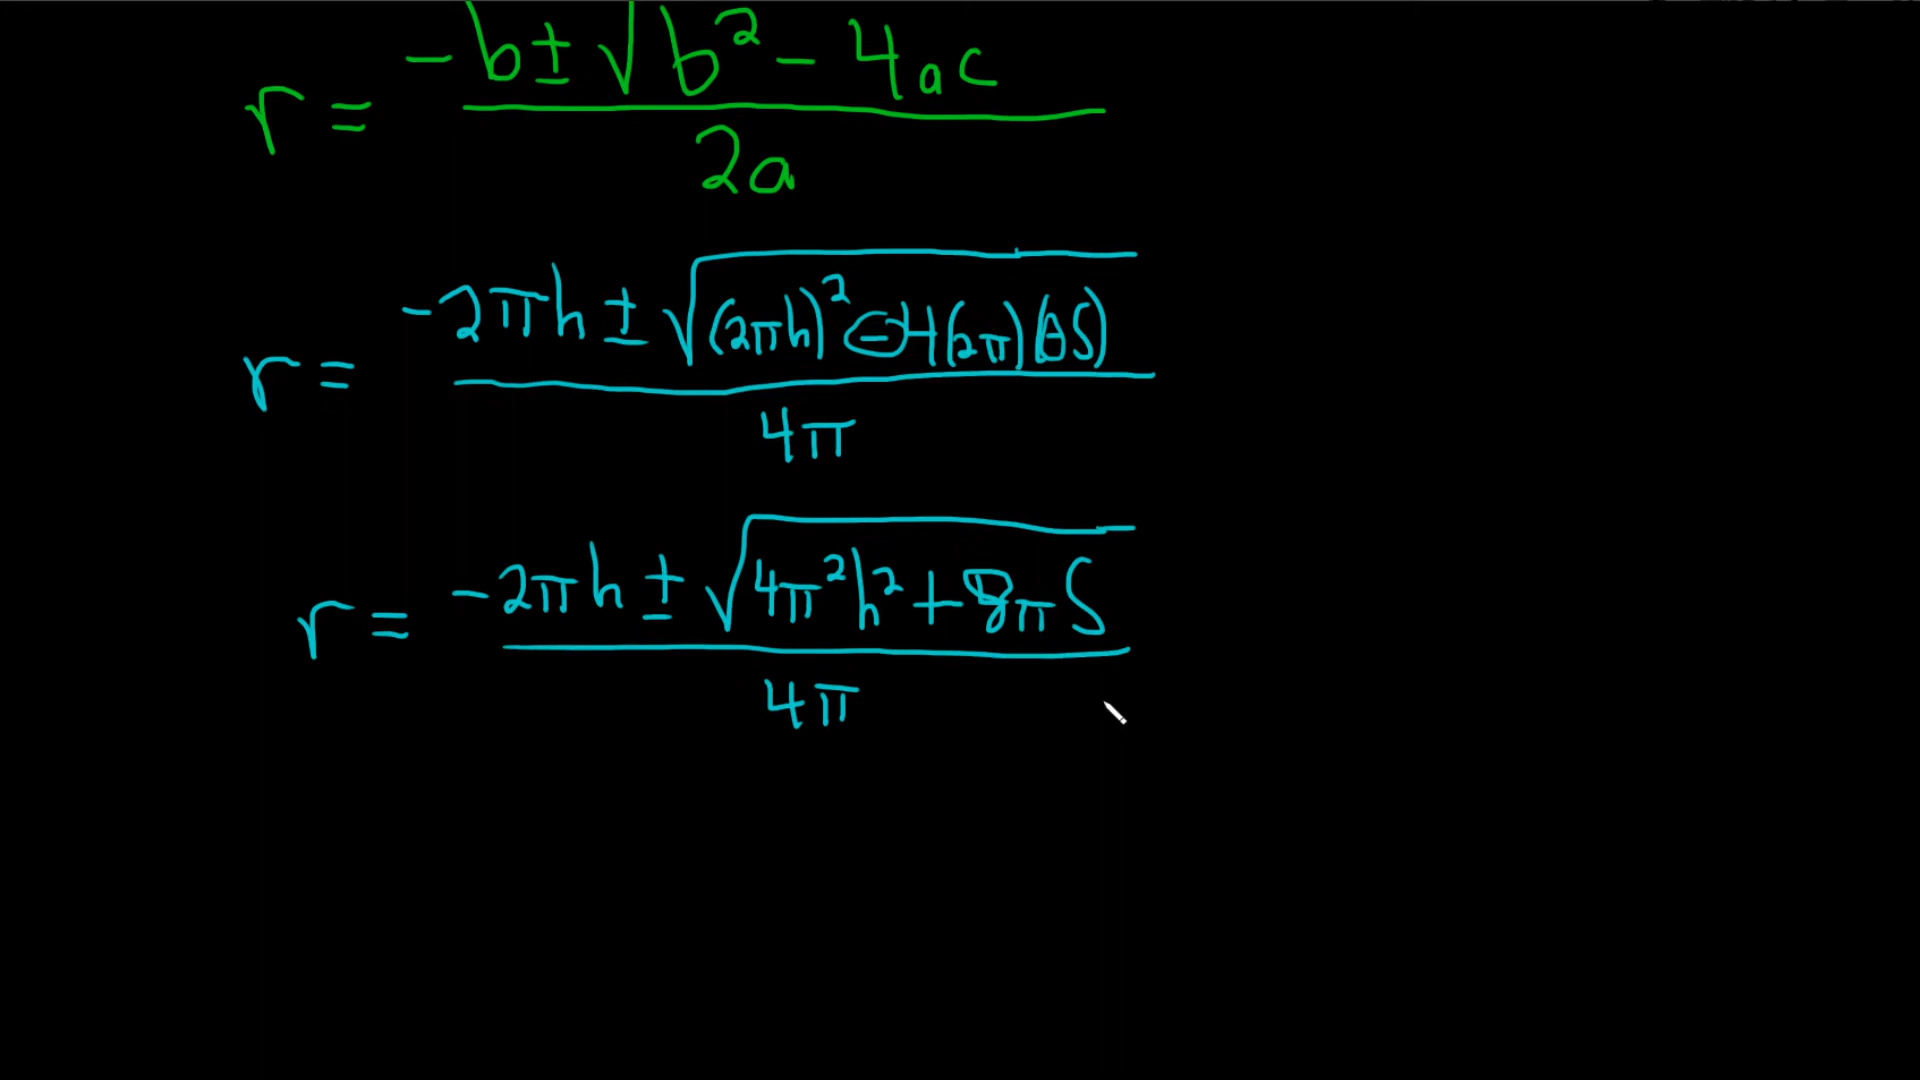 r = (-b ± √(b² - 4ac)) / 2a
r = (-2πh ± √((2πh)² - 4(2π)(-S))) / 4π
r = (-2πh ± √(4π²h² + 8πS)) / 4π